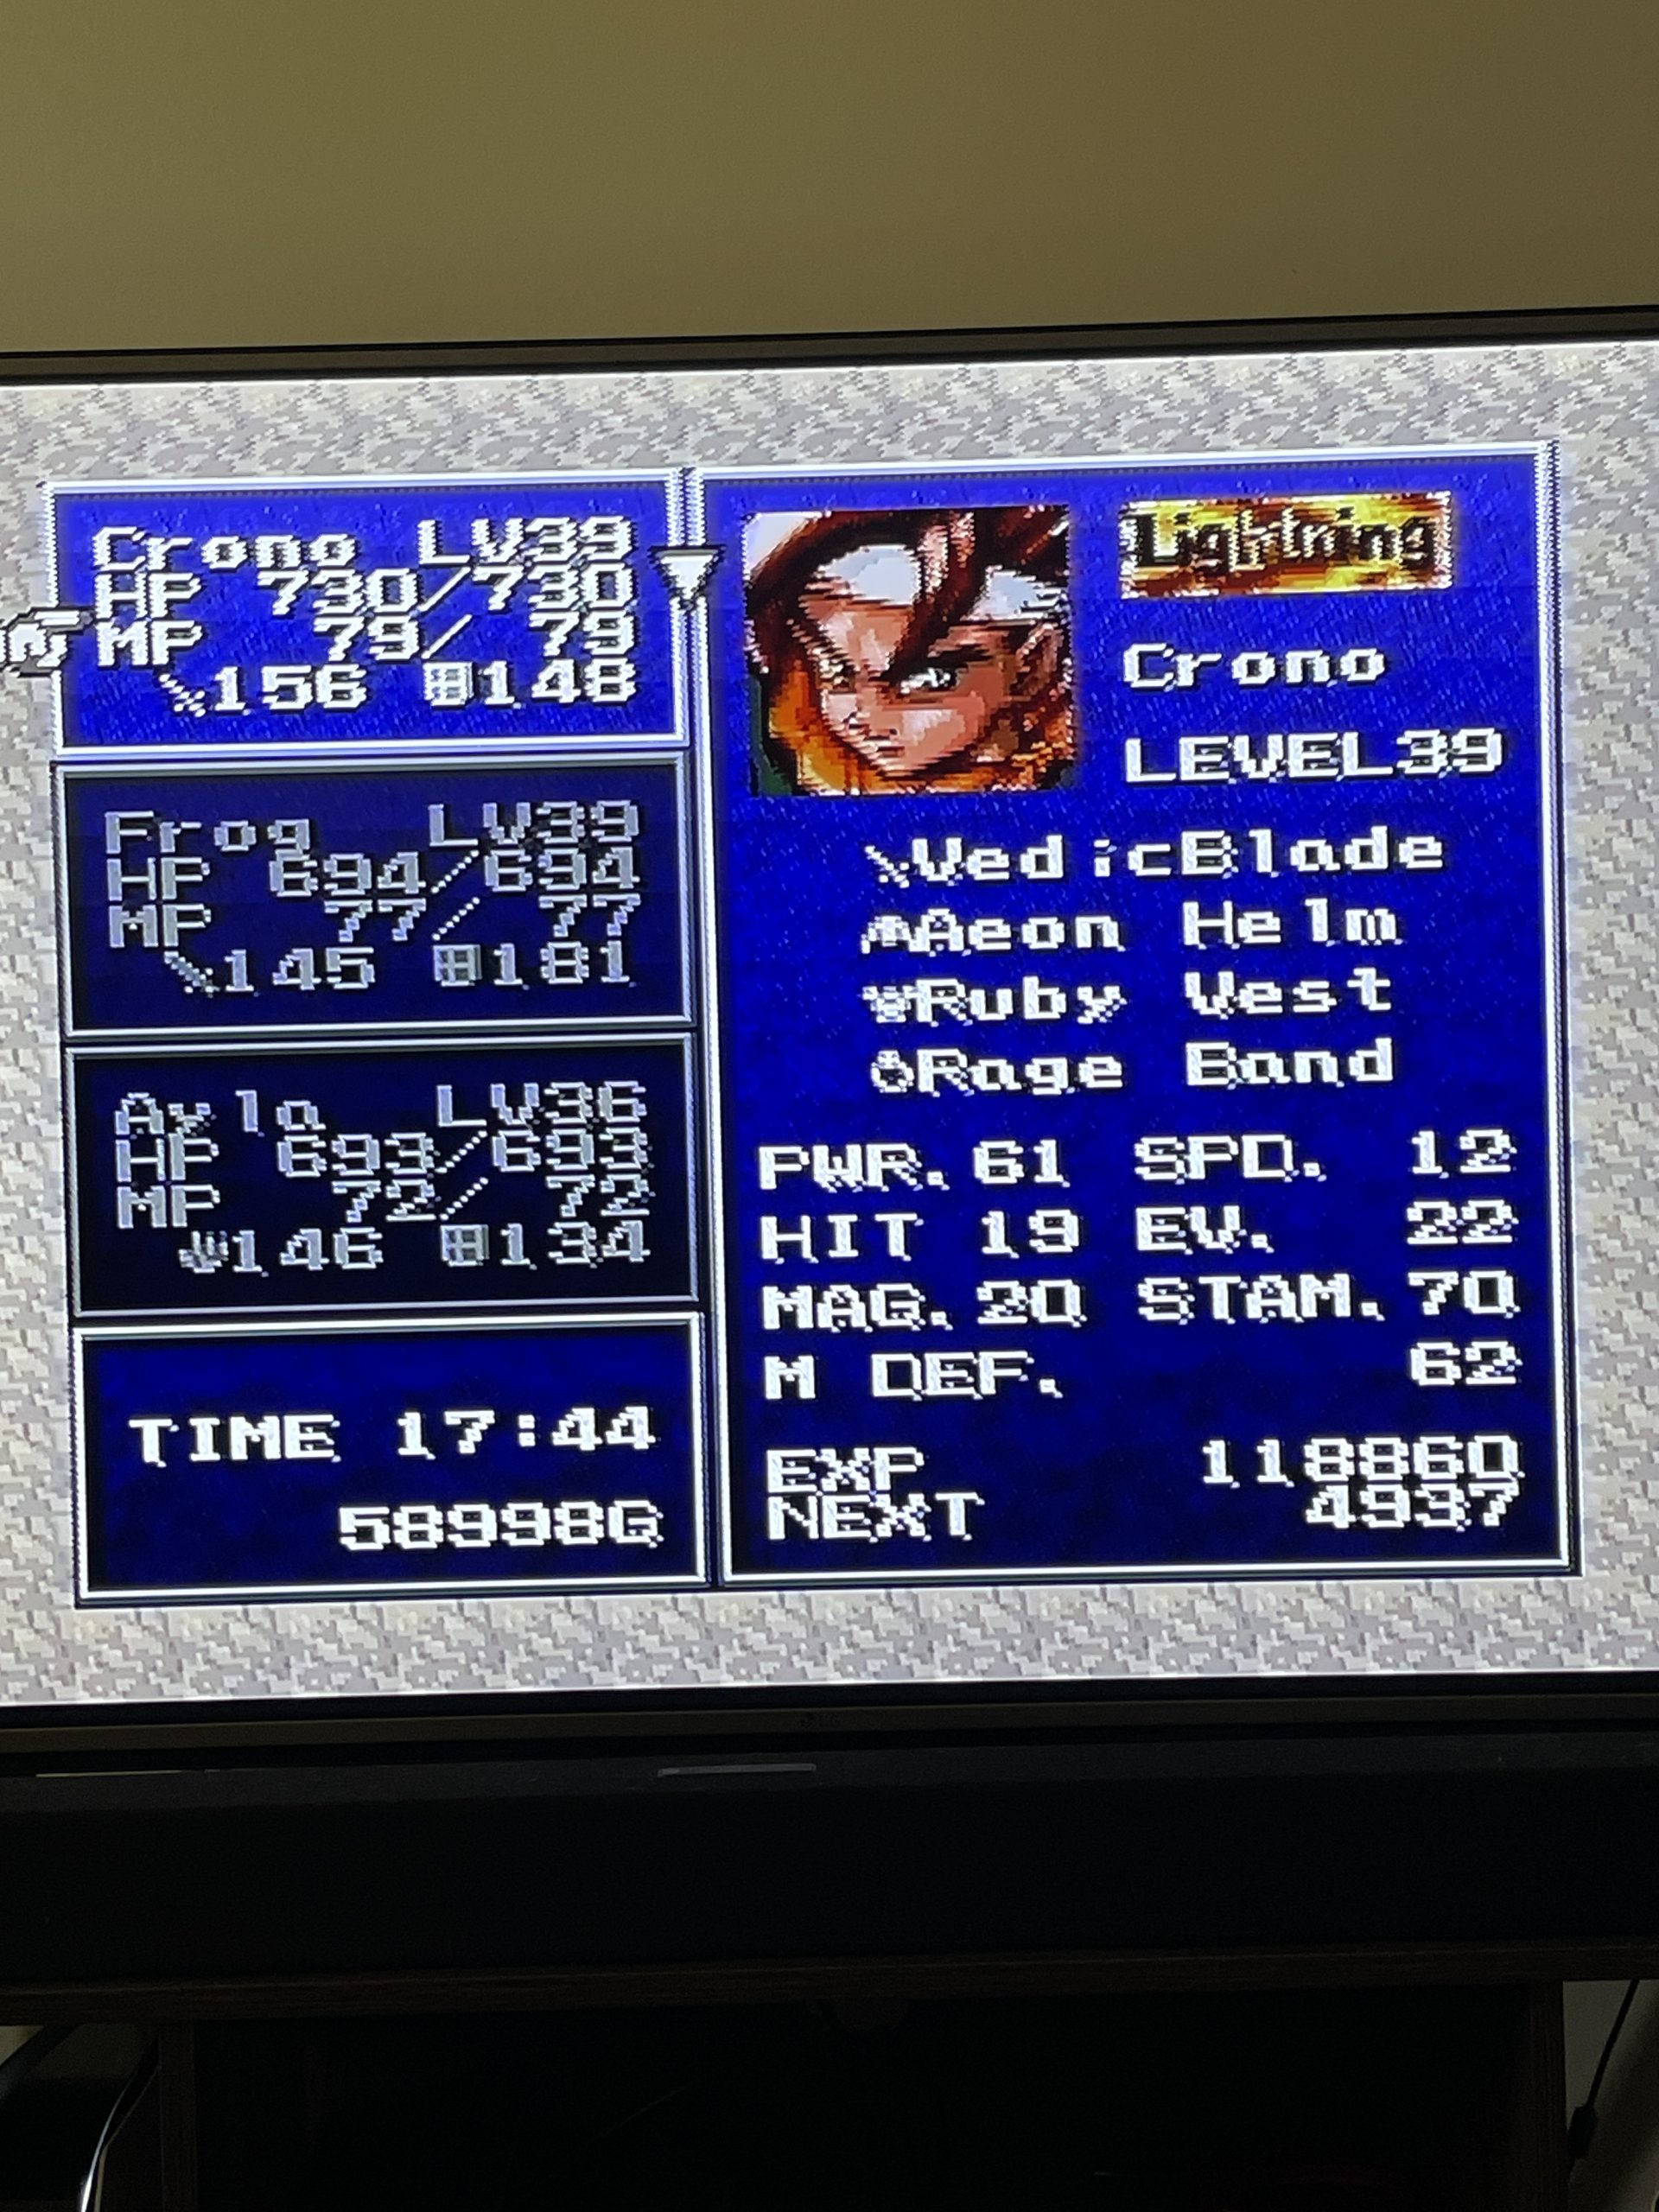 Crono LV39
HP 730/730
MP 79/ 79
156 148
Frog LV39
HP 694/694
MP 77/ 77
145 181
Ayla LV36
HP 693/693
MP 72/ 72
146 134
TIME 17:44
58998G
Lightning
Crono
LEVEL39
VedicBlade
Aeon Helm
Ruby Vest
Rage Band
PWR. 61 SPD. 12
HIT 19 EV. 22
MAG. 20 STAM. 70
M DEF. 62
EXP 118860
NEXT 4937